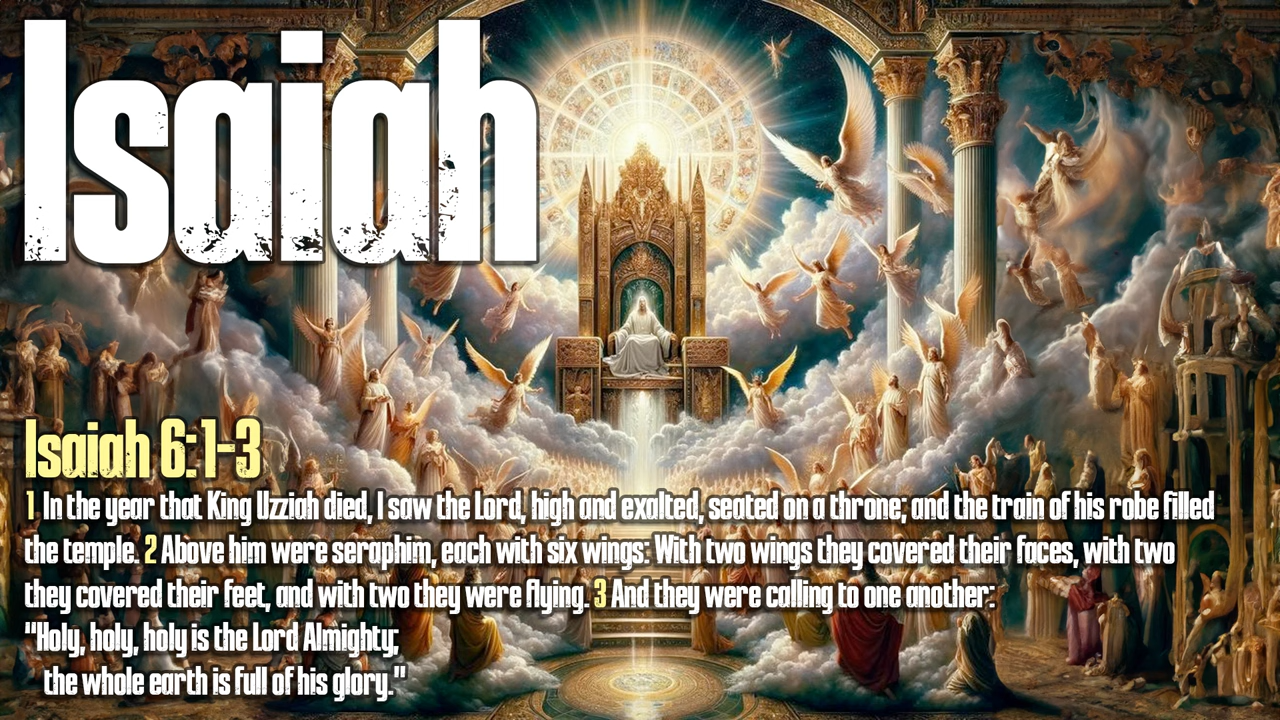 Isaiah
Isaiah 6:1-3
1 In the year that King Uzziah died, I saw the Lord, high and exalted, seated on a throne; and the train of his robe filled
the temple. 2 Above him were seraphim, each with six wings: With two wings they covered their faces, with two
they covered their feet, and with two they were flying. 3 And they were calling to one another:
"Holy, holy, holy is the Lord Almighty;
the whole earth is full of his glory."